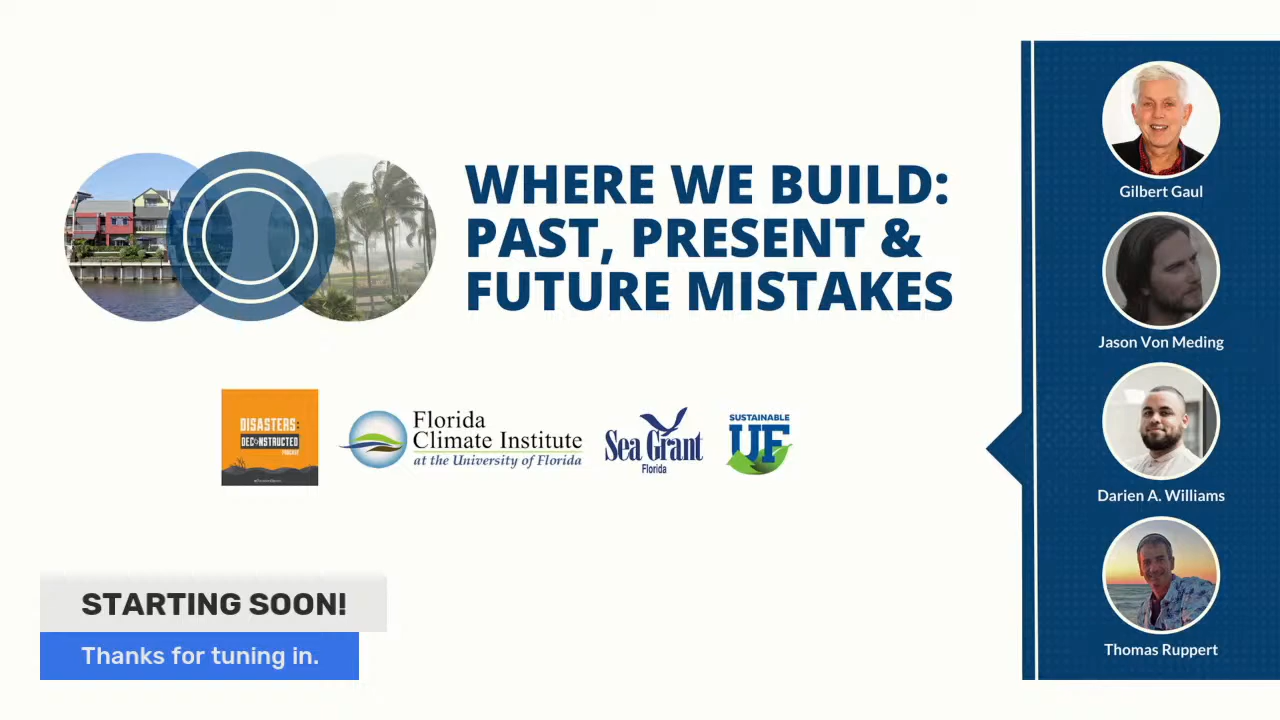 WHERE WE BUILD:
PAST, PRESENT &
FUTURE MISTAKES
DISASTERS:
DECONSTRUCTED
PODCAST
Florida
Climate Institute
at the University of Florida
Sea Grant
Florida
SUSTAINABLE
UF
STARTING SOON!
Thanks for tuning in.
Gilbert Gaul
Jason Von Meding
Darien A. Williams
Thomas Ruppert